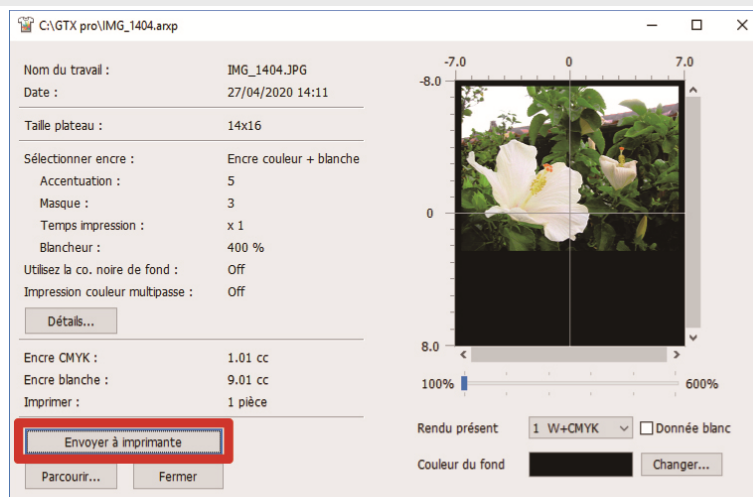 C:\GTX pro\IMG_1404.arxp
Nom du travail : IMG_1404.JPG
Date : 27/04/2020 14:11
Taille plateau : 14x16
Sélectionner encre : Encre couleur + blanche
Accentuation : 5
Masque : 3
Temps impression : x 1
Blancheur : 400 %
Utilisez la co. noire de fond : Off
Impression couleur multipasse : Off
Détails...
Encre CMYK : 1.01 cc
Encre blanche : 9.01 cc
Imprimer : 1 pièce
Envoyer à imprimante
Parcourir... Fermer
-7.0 0 7.0
-8.0
0
8.0
100% 600%
Rendu présent 1 W+CMYK Donnée blanc
Couleur du fond Changer...